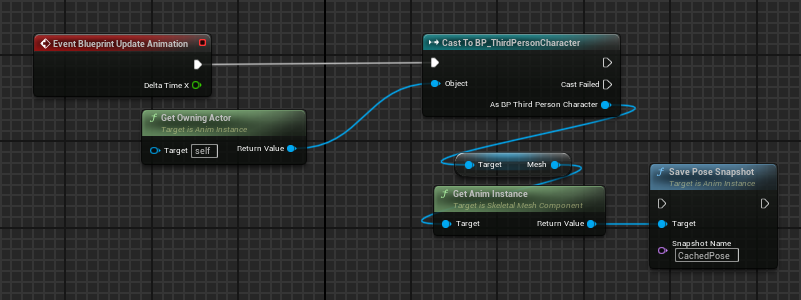 Event Blueprint Update Animation
Delta Time X
Cast To BP_ThirdPersonCharacter
Object
Cast Failed
As BP Third Person Character
Get Owning Actor
Target is Anim Instance
Target self
Return Value
Target Mesh
Get Anim Instance
Target is Skeletal Mesh Component
Target Return Value
Save Pose Snapshot
Target is Anim Instance
Target
Snapshot Name
CachedPose